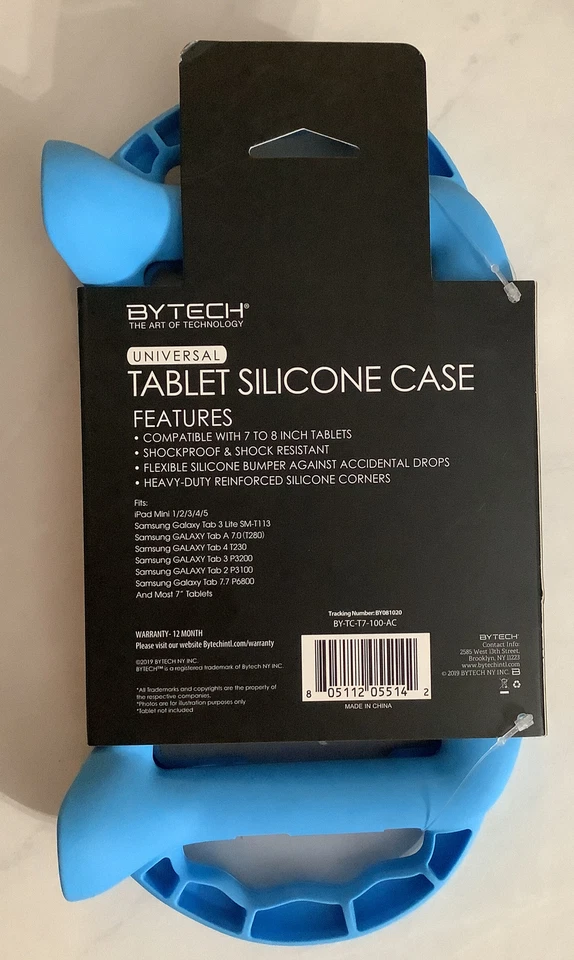 BYTECH®
THE ART OF TECHNOLOGY
UNIVERSAL
TABLET SILICONE CASE
FEATURES
• COMPATIBLE WITH 7 TO 8 INCH TABLETS
• SHOCKPROOF & SHOCK RESISTANT
• FLEXIBLE SILICONE BUMPER AGAINST ACCIDENTAL DROPS
• HEAVY-DUTY REINFORCED SILICONE CORNERS
Fits:
iPad Mini 1/2/3/4/5
Samsung Galaxy Tab 3 Lite SM-T113
Samsung GALAXY Tab A 7.0 (T280)
Samsung GALAXY Tab 4 T230
Samsung GALAXY Tab 3 P3200
Samsung GALAXY Tab 2 P3100
Samsung Galaxy Tab 7.7 P6800
And Most 7" Tablets
WARRANTY- 12 MONTH
Please visit our website Bytechintl.com/warranty
©2019 BYTECH NY INC.
BYTECH™ is a registered trademark of Bytech NY INC.
*All Trademarks and copyrights are the property of
the respective companies.
*Photos are for illustration purposes only
*Tablet not included
Tracking Number: BY081020
BY-TC-T7-100-AC
8 05112 05514 2
MADE IN CHINA
BYTECH
Contact Info:
2585 West 13th Street.
Brooklyn, NY 11223
www.bytechintl.com
© 2019 BYTECH NY INC.